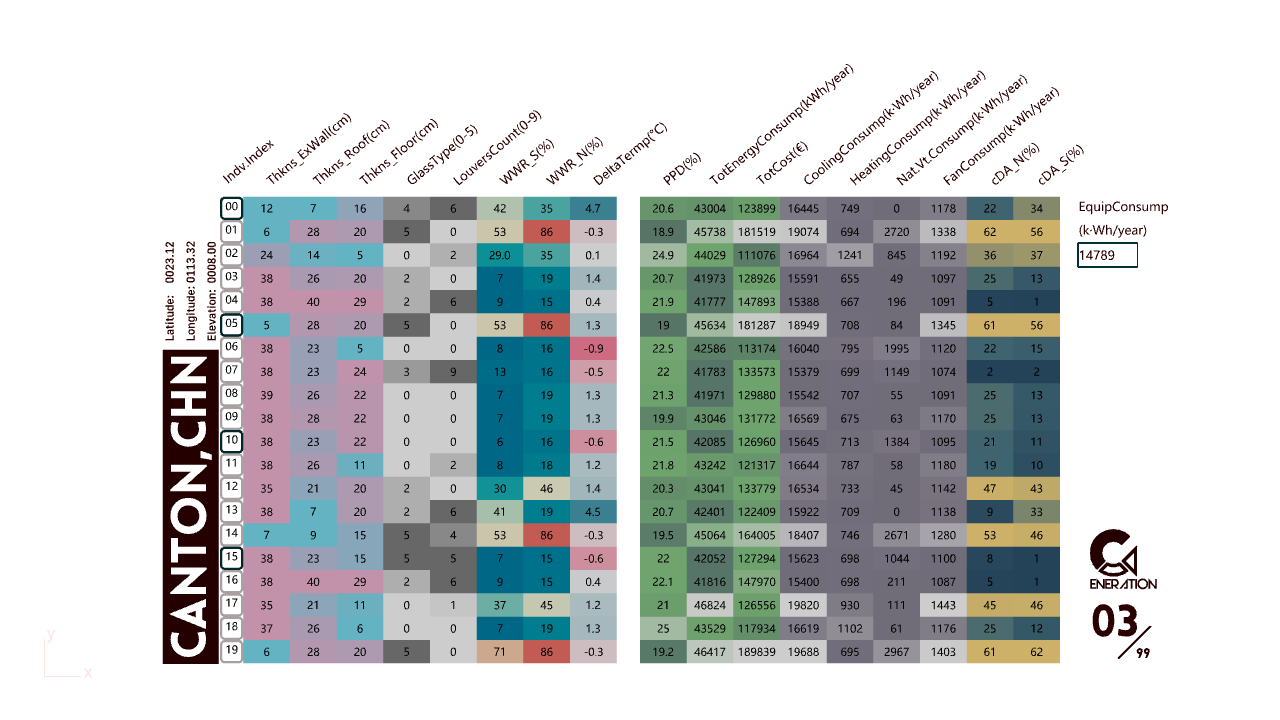 Indv.Index Thkns_ExWall(cm) Thkns_Roof(cm) Thkns_Floor(cm) GlassType(0-5) LouversCount(0-9) WWR_S(%) WWR_N(%) DeltaTermp(°C) PPD(%) TotEnergyConsump(kWh/year) TotCost(€) CoolingConsump(k·Wh/year) HeatingConsump(k·Wh/year) Nat.Vt.Consump(k·Wh/year) FanConsump(k·Wh/year) cDA_N(%) cDA_S(%)
00 12 7 16 4 6 42 35 4.7 20.6 43004 123899 16445 749 0 1178 22 34
01 6 28 20 5 0 53 86 -0.3 18.9 45738 181519 19074 694 2720 1338 62 56
02 24 14 5 0 2 29.0 35 0.1 24.9 44029 111076 16964 1241 845 1192 36 37
03 38 26 20 2 0 7 19 1.4 20.7 41973 128926 15591 655 49 1097 25 13
04 38 40 29 2 6 9 15 0.4 21.9 41777 147893 15388 667 196 1091 5 1
05 5 28 20 5 0 53 86 1.3 19 45634 181287 18949 708 84 1345 61 56
06 38 23 5 0 0 8 16 -0.9 22.5 42586 113174 16040 795 1995 1120 22 15
07 38 23 24 3 9 13 16 -0.5 22 41783 133573 15379 699 1149 1074 2 2
08 39 26 22 0 0 7 19 1.3 21.3 41971 129880 15542 707 55 1091 25 13
09 38 28 22 0 0 7 19 1.3 19.9 43046 131772 16569 675 63 1170 25 13
10 38 23 22 0 0 6 16 -0.6 21.5 42085 126960 15645 713 1384 1095 21 11
11 38 26 11 0 2 8 18 1.2 21.8 43242 121317 16644 787 58 1180 19 10
12 35 21 20 2 0 30 46 1.4 20.3 43041 133779 16534 733 45 1142 47 43
13 38 7 20 2 6 41 19 4.5 20.7 42401 122409 15922 709 0 1138 9 33
14 7 9 15 5 4 53 86 -0.3 19.5 45064 164005 18407 746 2671 1280 53 46
15 38 23 15 5 5 7 15 -0.6 22 42052 127294 15623 698 1044 1100 8 1
16 38 40 29 2 6 9 15 0.4 22.1 41816 147970 15400 698 211 1087 5 1
17 35 21 11 0 1 37 45 1.2 21 46824 126556 19820 930 111 1443 45 46
18 37 26 6 0 0 7 19 1.3 25 43529 117934 16619 1102 61 1176 25 12
19 6 28 20 5 0 71 86 -0.3 19.2 46417 189839 19688 695 2967 1403 61 62
Latitude: 0023.12
Longitude: 0113.32
Elevation: 0008.00
CANTON,CHN
EquipConsump
(k·Wh/year)
14789
ENERATION
03/99
y
x